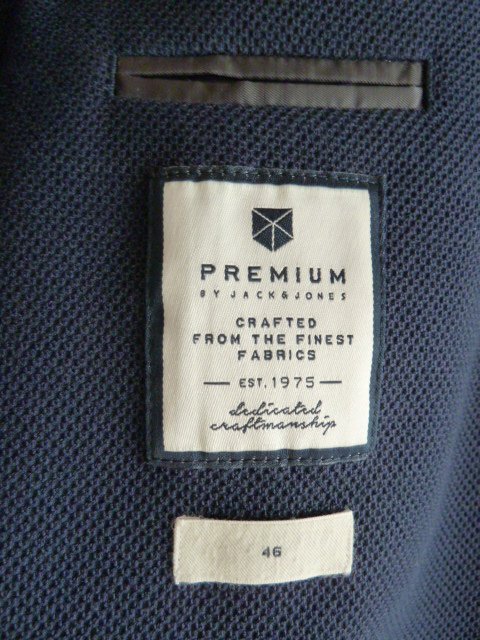 PREMIUM
BY JACK&JONES
CRAFTED
FROM THE FINEST
FABRICS
EST. 1975
dedicated
craftmanship
46